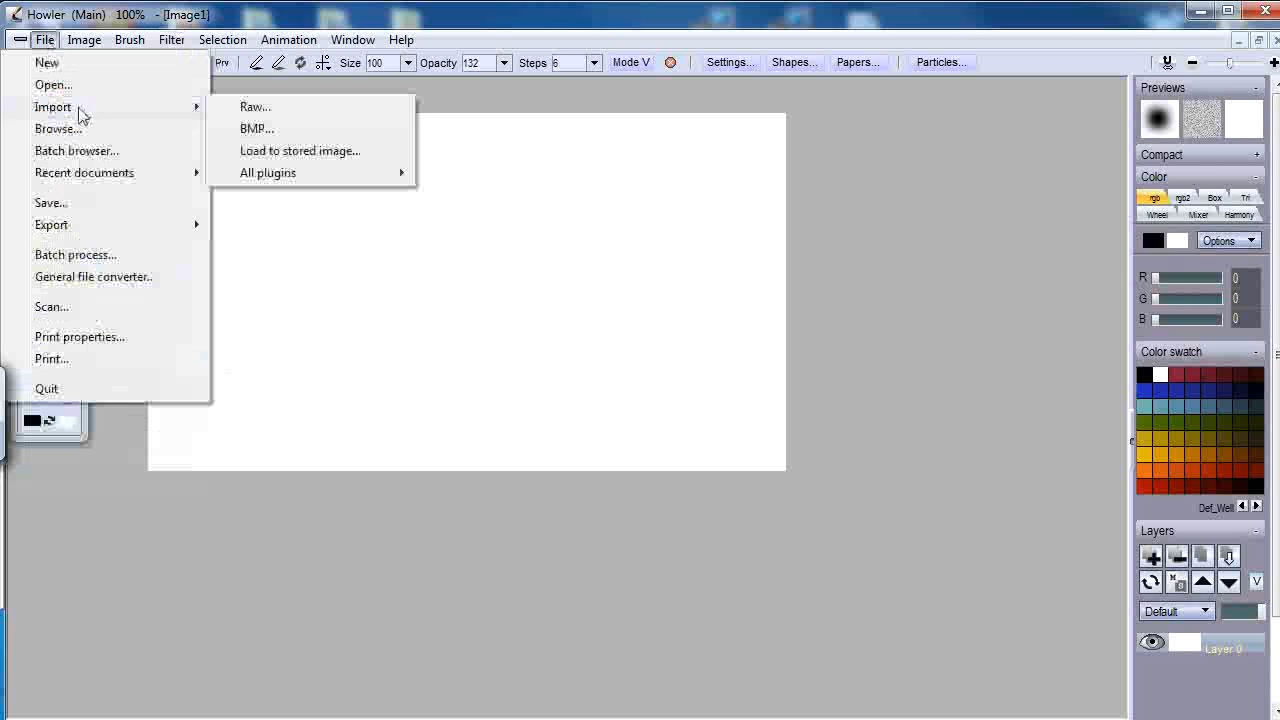 Howler (Main) 100% - [Image1]
File Image Brush Filter Selection Animation Window Help
Prv Size 100 Opacity 132 Steps 6 Mode V Settings... Shapes... Papers... Particles...
New
Open...
Import
Browse...
Batch browser...
Recent documents
Save...
Export
Batch process...
General file converter..
Scan...
Print properties...
Print...
Quit
Raw...
BMP...
Load to stored image...
All plugins
Previews -
Compact +
Color -
rgb rgb2 Box Tri
Wheel Mixer Harmony
Options
R 0
G 0
B 0
Color swatch -
Def_Well
Layers -
V
Default
Layer 0